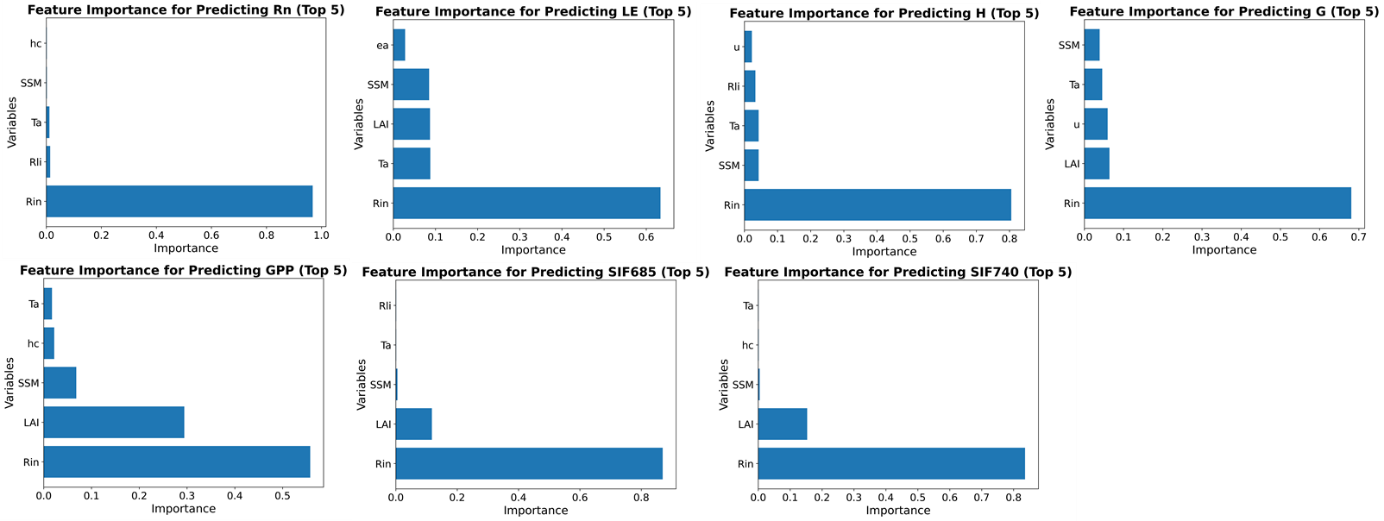 Feature Importance for Predicting Rn (Top 5)
Variables
hc
SSM
Ta
Rli
Rin
0.0 0.2 0.4 0.6 0.8 1.0
Importance
Feature Importance for Predicting LE (Top 5)
Variables
ea
SSM
LAI
Ta
Rin
0.0 0.1 0.2 0.3 0.4 0.5 0.6
Importance
Feature Importance for Predicting H (Top 5)
Variables
u
Rli
Ta
SSM
Rin
0.0 0.1 0.2 0.3 0.4 0.5 0.6 0.7 0.8
Importance
Feature Importance for Predicting G (Top 5)
Variables
SSM
Ta
u
LAI
Rin
0.0 0.1 0.2 0.3 0.4 0.5 0.6 0.7
Importance
Feature Importance for Predicting GPP (Top 5)
Variables
Ta
hc
SSM
LAI
Rin
0.0 0.1 0.2 0.3 0.4 0.5
Importance
Feature Importance for Predicting SIF685 (Top 5)
Variables
Rli
Ta
SSM
LAI
Rin
0.0 0.2 0.4 0.6 0.8
Importance
Feature Importance for Predicting SIF740 (Top 5)
Variables
Ta
hc
SSM
LAI
Rin
0.0 0.1 0.2 0.3 0.4 0.5 0.6 0.7 0.8
Importance